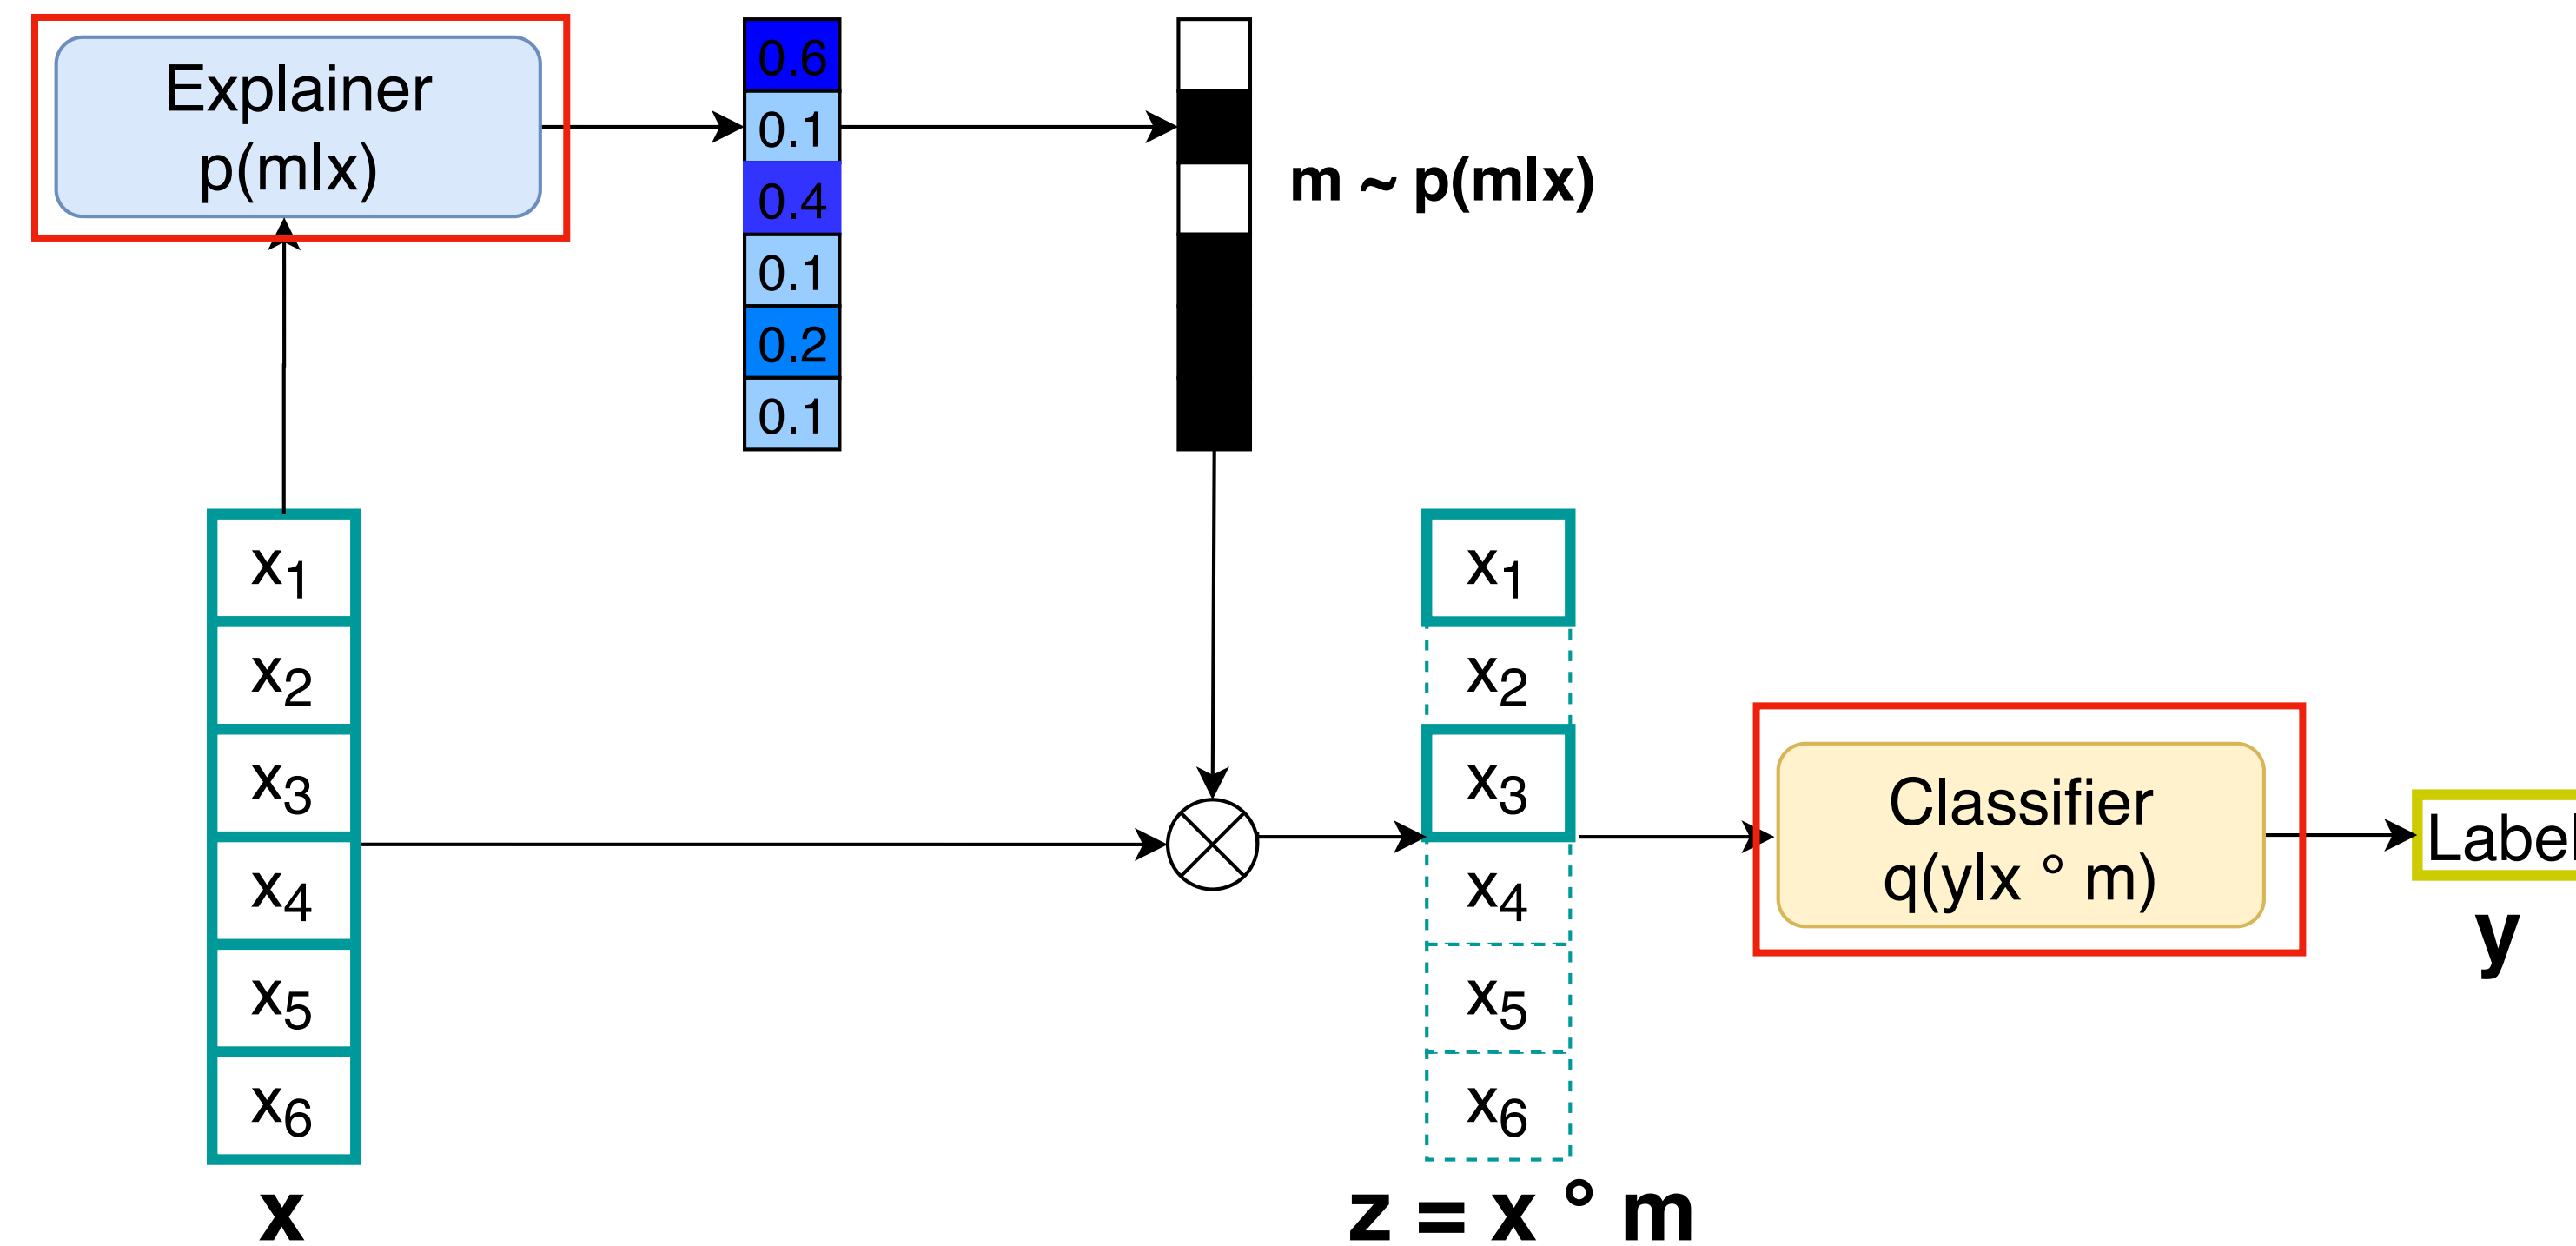 Explainer
p(m|x)
0.6
0.1
0.4
0.1
0.2
0.1
m ~ p(m|x)
x1
x2
x3
x4
x5
x6
x
x1
x2
x3
x4
x5
x6
z = x ° m
Classifier
q(y|x ° m)
Label
y